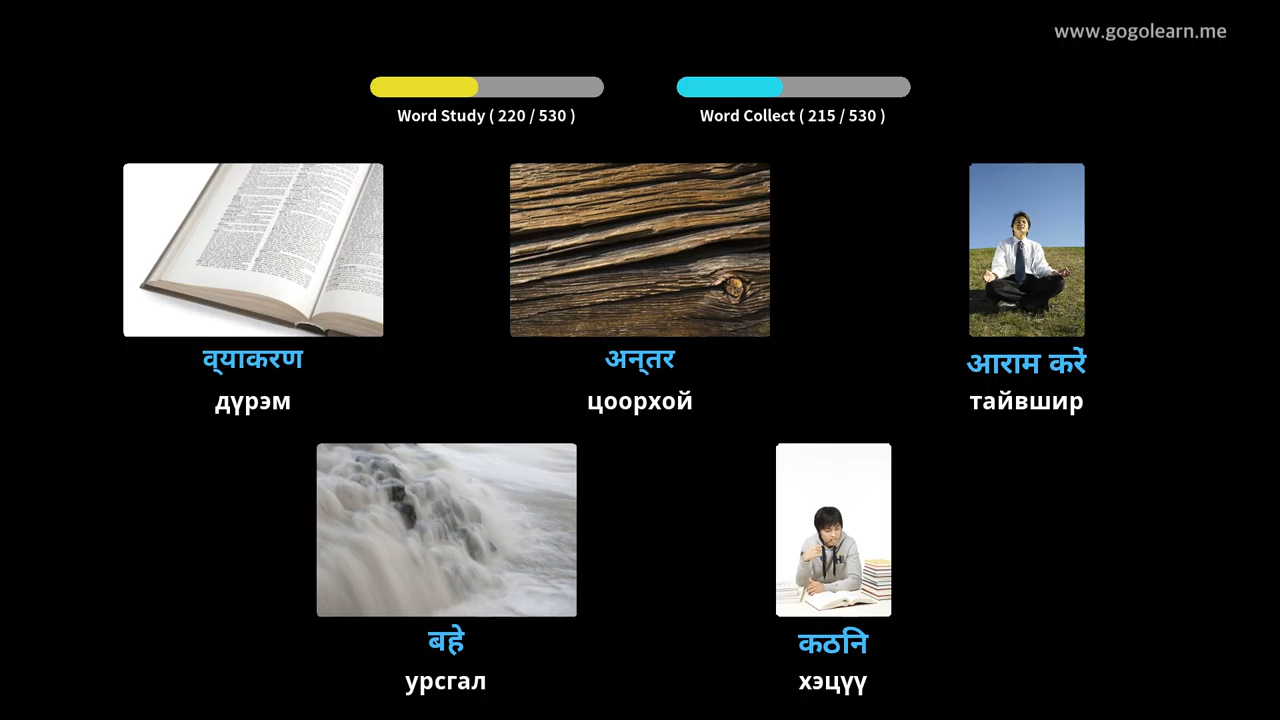 www.gogolearn.me
Word Study ( 220 / 530 )
Word Collect ( 215 / 530 )
व्‌याकरण
अन्‌तर
आराम करें
дүрэм
цоорхой
тайвшир
बहे
कठनि
урсгал
хэцүү